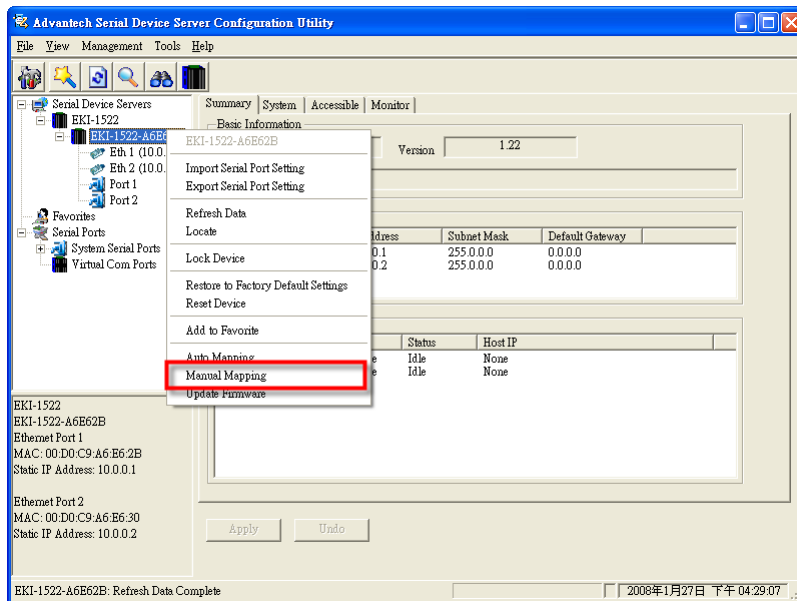 Advantech Serial Device Server Configuration Utility
File View Management Tools Help
Serial Device Servers
EKI-1522
EKI-1522-A6E6
Eth 1 (10.0.
Eth 2 (10.0.
Port 1
Port 2
Favorites
Serial Ports
System Serial Ports
Virtual Com Ports
EKI-1522-A6E62B
Import Serial Port Setting
Export Serial Port Setting
Refresh Data
Locate
Lock Device
Restore to Factory Default Settings
Reset Device
Add to Favorite
Auto Mapping
Manual Mapping
Update Firmware
Summary System Accessible Monitor
Basic Information
Version 1.22
ddress Subnet Mask Default Gateway
0.1 255.0.0.0 0.0.0.0
0.2 255.0.0.0 0.0.0.0
Status Host IP
e Idle None
e Idle None
EKI-1522
EKI-1522-A6E62B
Ethernet Port 1
MAC: 00:D0:C9:A6:E6:2B
Static IP Address: 10.0.0.1
Ethernet Port 2
MAC: 00:D0:C9:A6:E6:30
Static IP Address: 10.0.0.2
Apply Undo
EKI-1522-A6E62B: Refresh Data Complete
2008年1月27日 下午 04:29:07